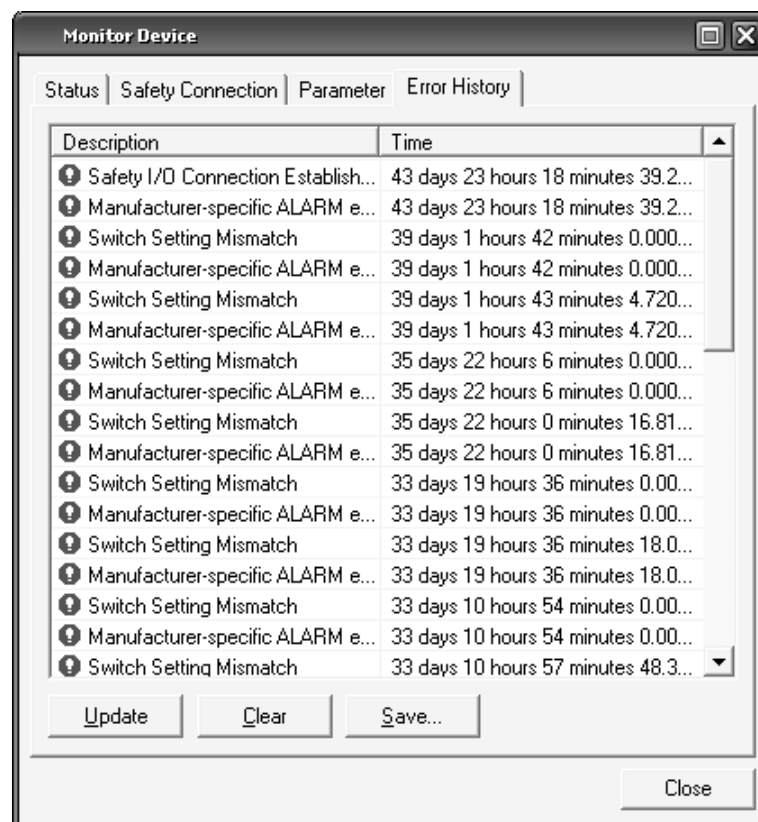 Monitor Device
Status Safety Connection Parameter Error History
Description Time
Safety I/O Connection Establish... 43 days 23 hours 18 minutes 39.2...
Manufacturer-specific ALARM e... 43 days 23 hours 18 minutes 39.2...
Switch Setting Mismatch 39 days 1 hours 42 minutes 0.000...
Manufacturer-specific ALARM e... 39 days 1 hours 42 minutes 0.000...
Switch Setting Mismatch 39 days 1 hours 43 minutes 4.720...
Manufacturer-specific ALARM e... 39 days 1 hours 43 minutes 4.720...
Switch Setting Mismatch 35 days 22 hours 6 minutes 0.000...
Manufacturer-specific ALARM e... 35 days 22 hours 6 minutes 0.000...
Switch Setting Mismatch 35 days 22 hours 0 minutes 16.81...
Manufacturer-specific ALARM e... 35 days 22 hours 0 minutes 16.81...
Switch Setting Mismatch 33 days 19 hours 36 minutes 0.00...
Manufacturer-specific ALARM e... 33 days 19 hours 36 minutes 0.00...
Switch Setting Mismatch 33 days 19 hours 36 minutes 18.0...
Manufacturer-specific ALARM e... 33 days 19 hours 36 minutes 18.0...
Switch Setting Mismatch 33 days 10 hours 54 minutes 0.00...
Manufacturer-specific ALARM e... 33 days 10 hours 54 minutes 0.00...
Switch Setting Mismatch 33 days 10 hours 57 minutes 48.3...
Update Clear Save...
Close